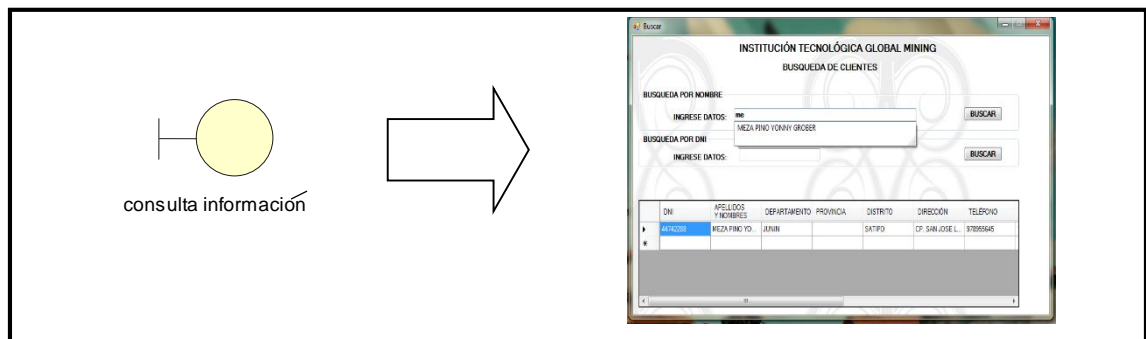 consulta información
Buscar
INSTITUCIÓN TECNOLÓGICA GLOBAL MINING
BUSQUEDA DE CLIENTES
BUSQUEDA POR NOMBRE
INGRESE DATOS: me BUSCAR
MEZA PINO YONNY GROBER
BUSQUEDA POR DNI
INGRESE DATOS: BUSCAR
DNI APELLIDOS Y NOMBRES DEPARTAMENTO PROVINCIA DISTRITO DIRECCIÓN TELÉFONO
44742288 MEZA PINO YO... JUNIN SATIPO CP. SAN JOSE L... 978955645